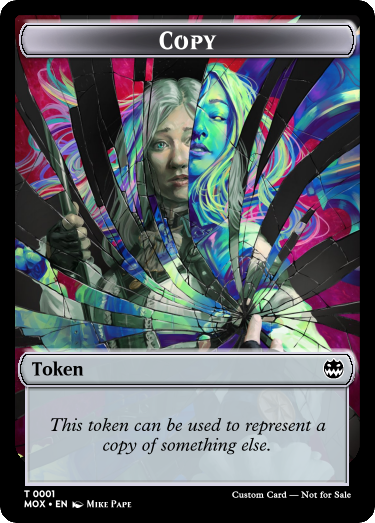 Copy
Token
This token can be used to represent a
copy of something else.
T 0001
MOX • EN Mike Pape
Custom Card — Not for Sale